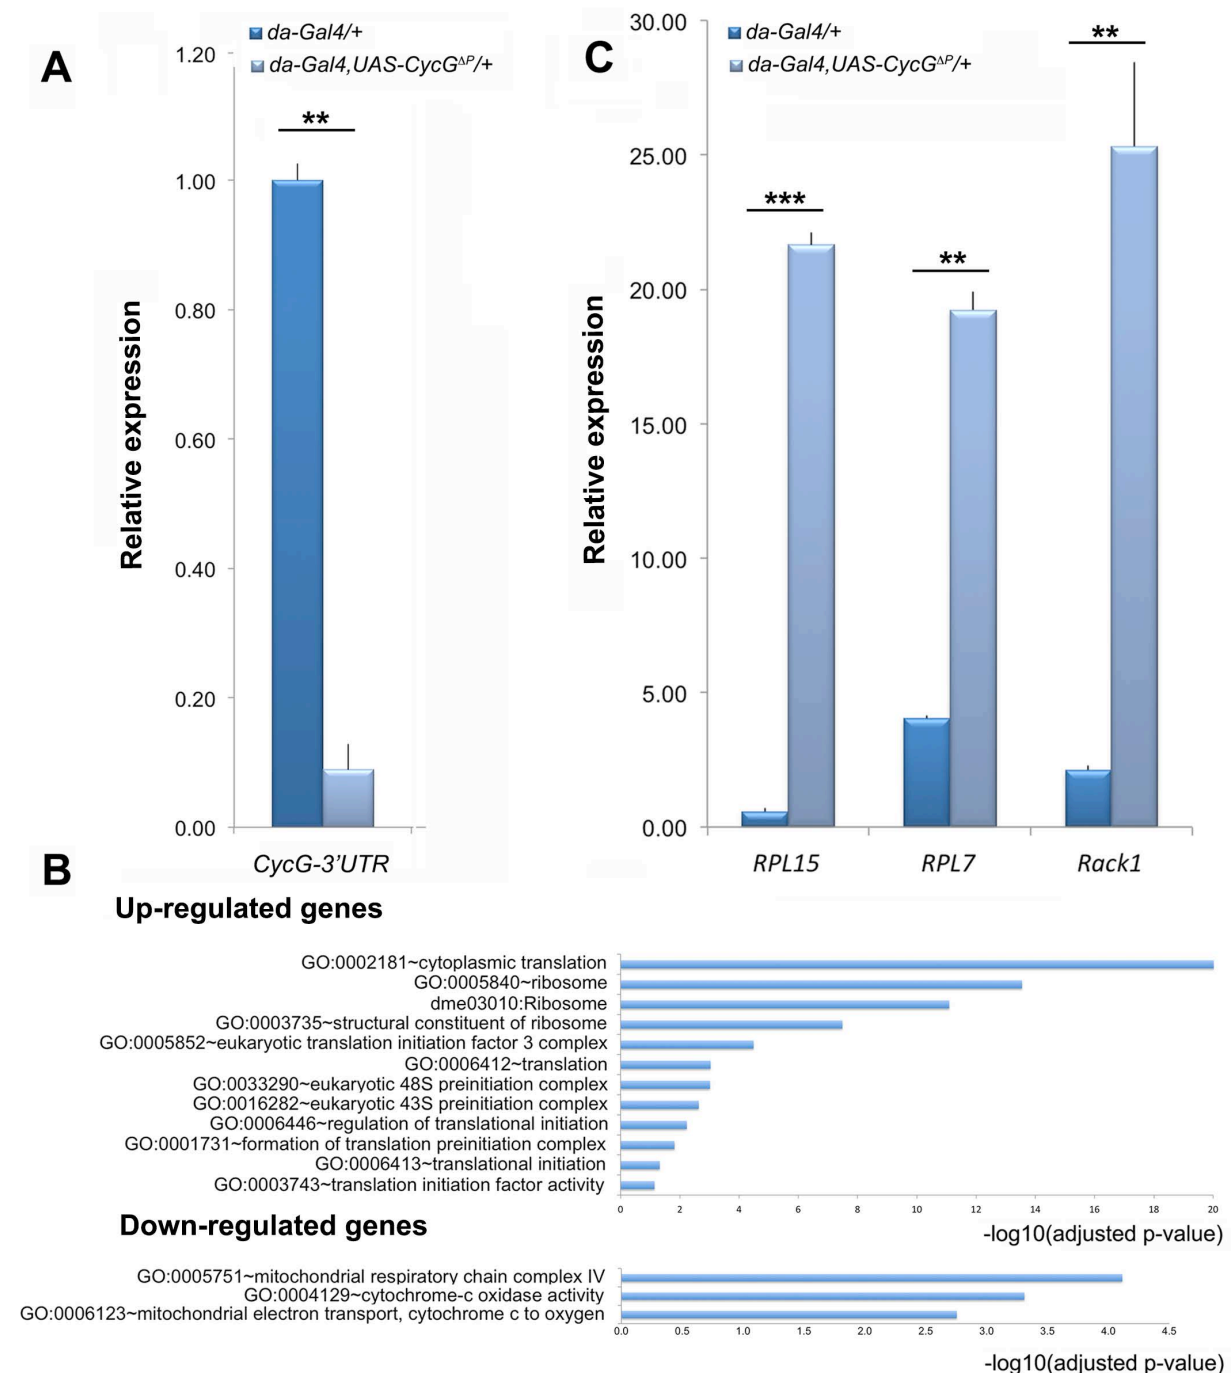 A
da-Gal4/+
da-Gal4,UAS-CycGΔP/+
1.20
1.00
0.80
0.60
0.40
0.20
0.00
**
Relative expression
CycG-3’UTR
C
da-Gal4/+
da-Gal4,UAS-CycGΔP/+
30.00
25.00
20.00
15.00
10.00
5.00
0.00
***
**
**
Relative expression
RPL15 RPL7 Rack1
B
Up-regulated genes
GO:0002181~cytoplasmic translation
GO:0005840~ribosome
dme03010:Ribosome
GO:0003735~structural constituent of ribosome
GO:0005852~eukaryotic translation initiation factor 3 complex
GO:0006412~translation
GO:0033290~eukaryotic 48S preinitiation complex
GO:0016282~eukaryotic 43S preinitiation complex
GO:0006446~regulation of translational initiation
GO:0001731~formation of translation preinitiation complex
GO:0006413~translational initiation
GO:0003743~translation initiation factor activity
0 2 4 6 8 10 12 14 16 18 20
-log10(adjusted p-value)
Down-regulated genes
GO:0005751~mitochondrial respiratory chain complex IV
GO:0004129~cytochrome-c oxidase activity
GO:0006123~mitochondrial electron transport, cytochrome c to oxygen
0.0 0.5 1.0 1.5 2.0 2.5 3.0 3.5 4.0 4.5
-log10(adjusted p-value)